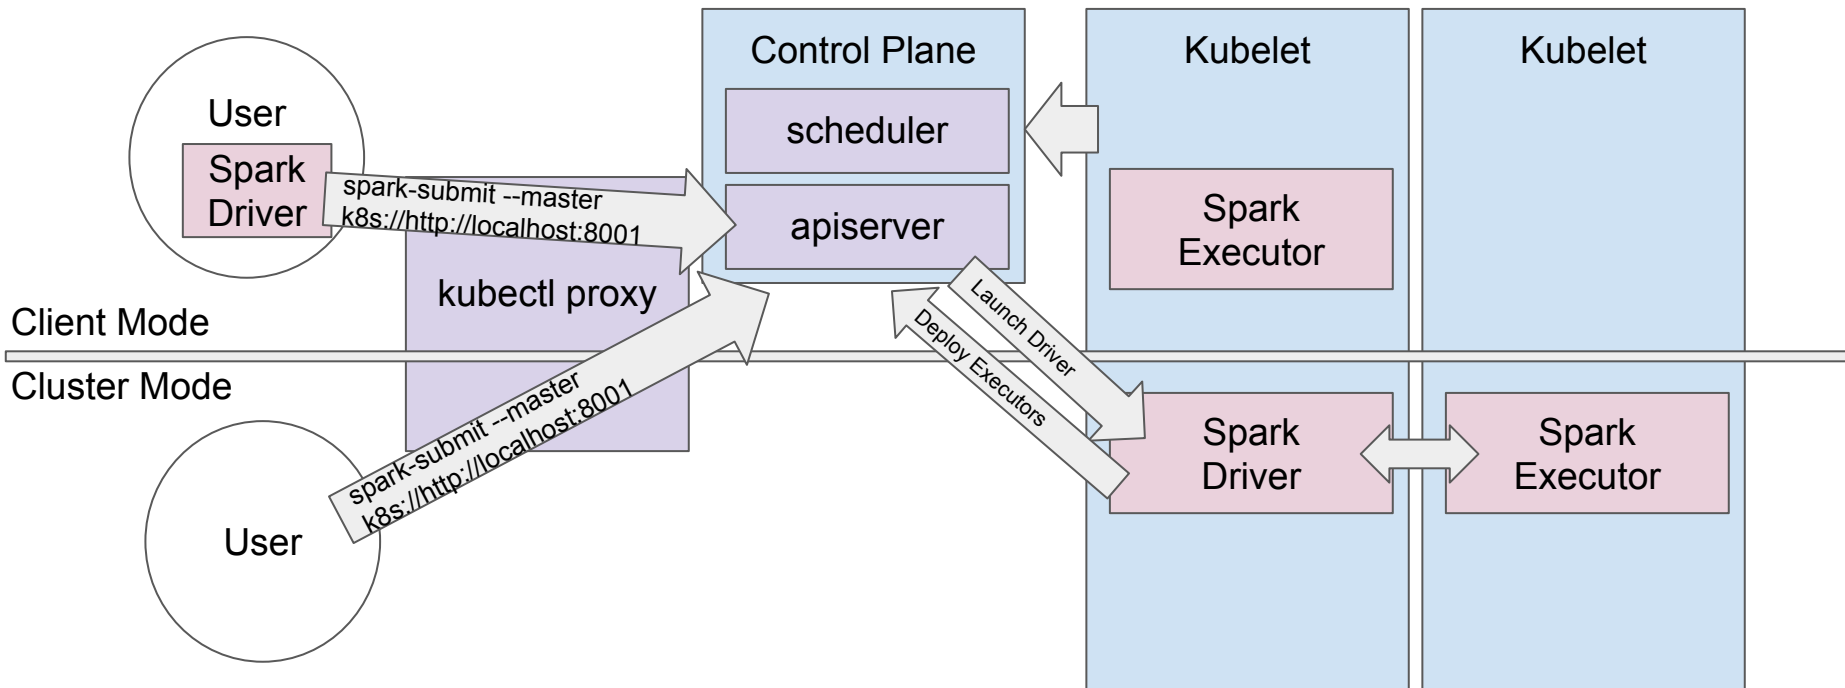 Control Plane
Kubelet
Kubelet
User
scheduler
Spark
Driver
spark-submit --master
k8s://http://localhost:8001
apiserver
Spark
Executor
kubectl proxy
Launch Driver
Deploy Executors
Client Mode
Cluster Mode
spark-submit --master
k8s://http://localhost:8001
Spark
Driver
Spark
Executor
User